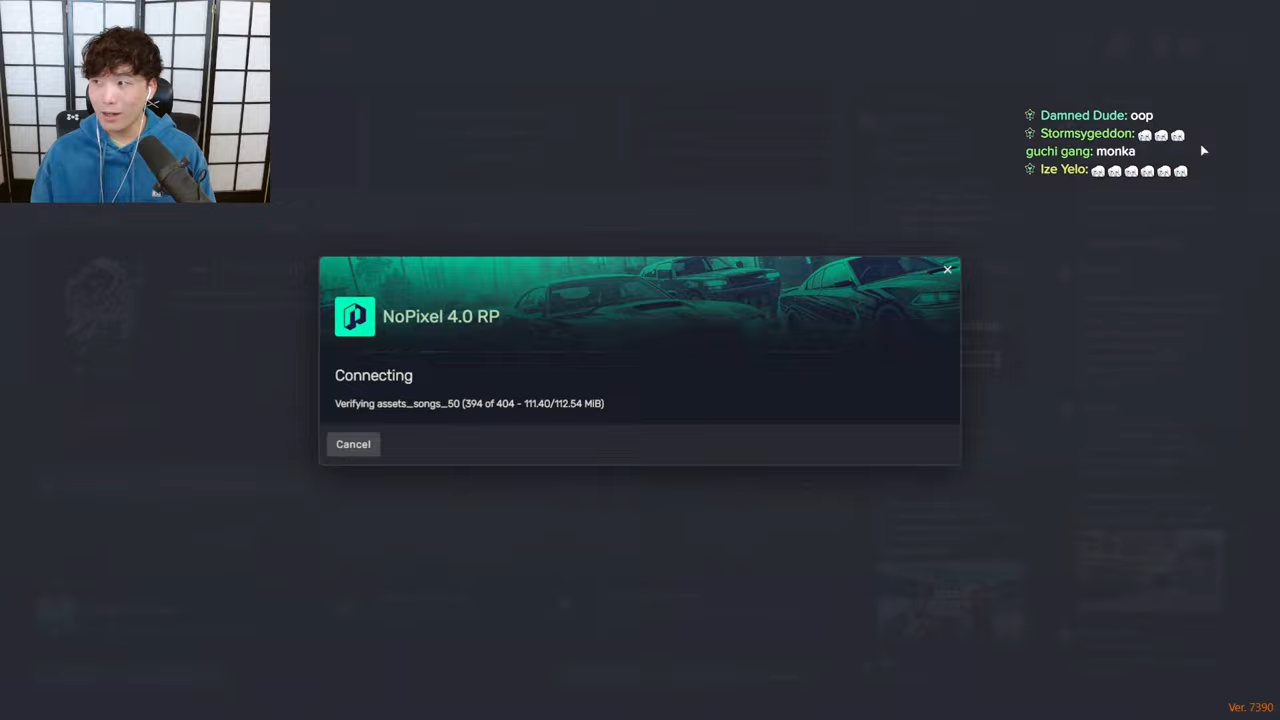 Damned Dude: oop
Stormsygeddon:
guchi gang: monka
Ize Yelo:
NoPixel 4.0 RP
Connecting
Verifying assets_songs_50 (394 of 404 - 111.40/112.54 MiB)
Cancel
Ver. 7390